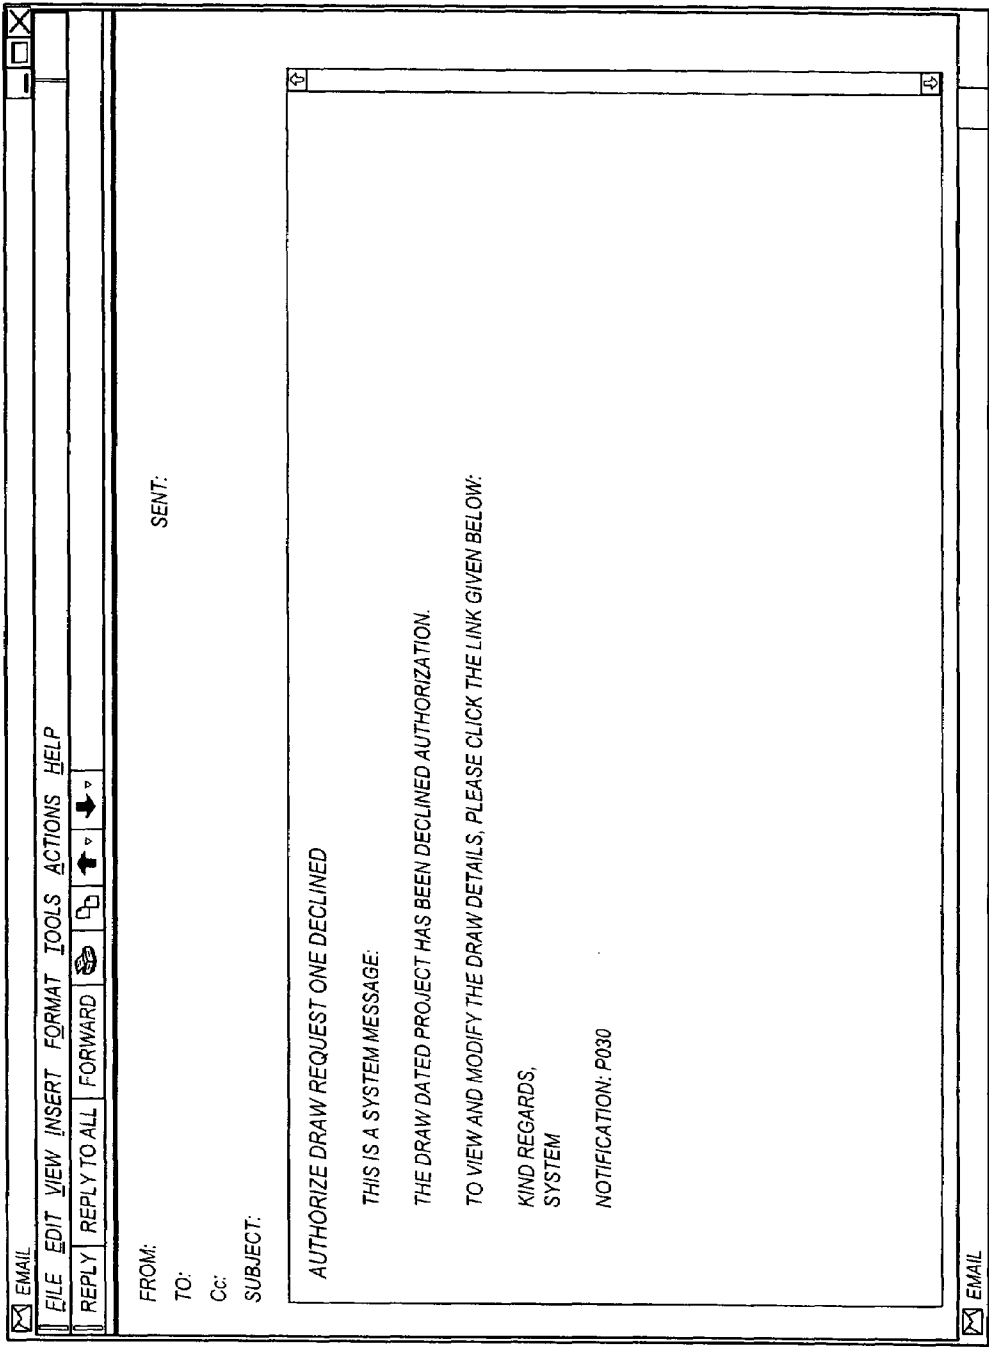 EMAIL
FILE EDIT VIEW INSERT FORMAT TOOLS ACTIONS HELP
REPLY REPLY TO ALL FORWARD
FROM:
SENT:
TO:
Cc:
SUBJECT:
AUTHORIZE DRAW REQUEST ONE DECLINED
THIS IS A SYSTEM MESSAGE:
THE DRAW DATED PROJECT HAS BEEN DECLINED AUTHORIZATION.
TO VIEW AND MODIFY THE DRAW DETAILS, PLEASE CLICK THE LINK GIVEN BELOW:
KIND REGARDS,
SYSTEM
NOTIFICATION: P030
EMAIL